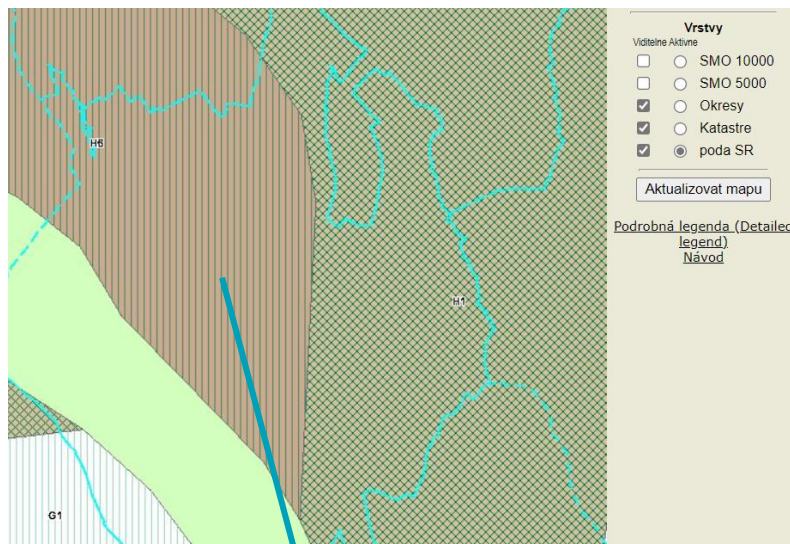 H6
H1
G1
Vrstvy
Viditelne Aktivne
SMO 10000
SMO 5000
Okresy
Katastre
poda SR
Aktualizovat mapu
Podrobná legenda (Detailed
legend)
Návod